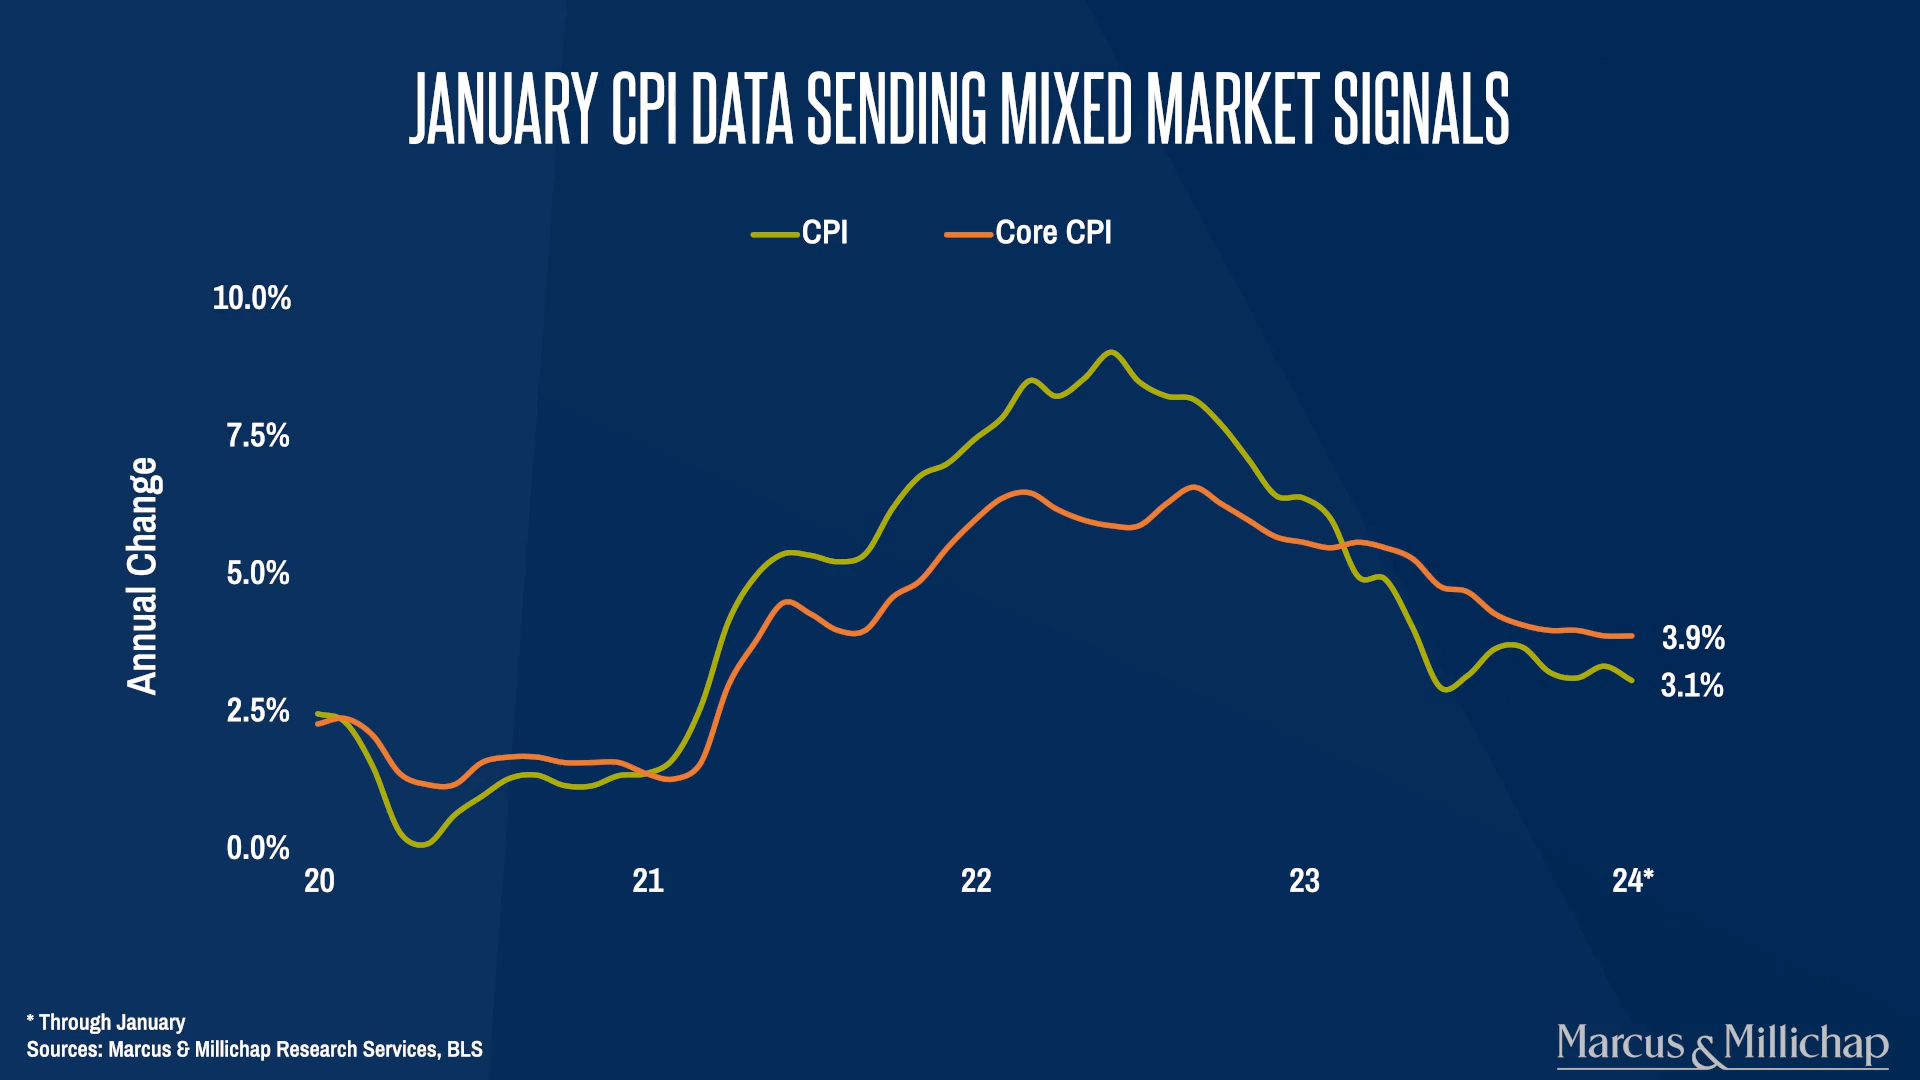 JANUARY CPI DATA SENDING MIXED MARKET SIGNALS
CPI
Core CPI
Annual Change
10.0%
7.5%
5.0%
2.5%
0.0%
20
21
22
23
24*
3.9%
3.1%
* Through January
Sources: Marcus & Millichap Research Services, BLS
Marcus & Millichap